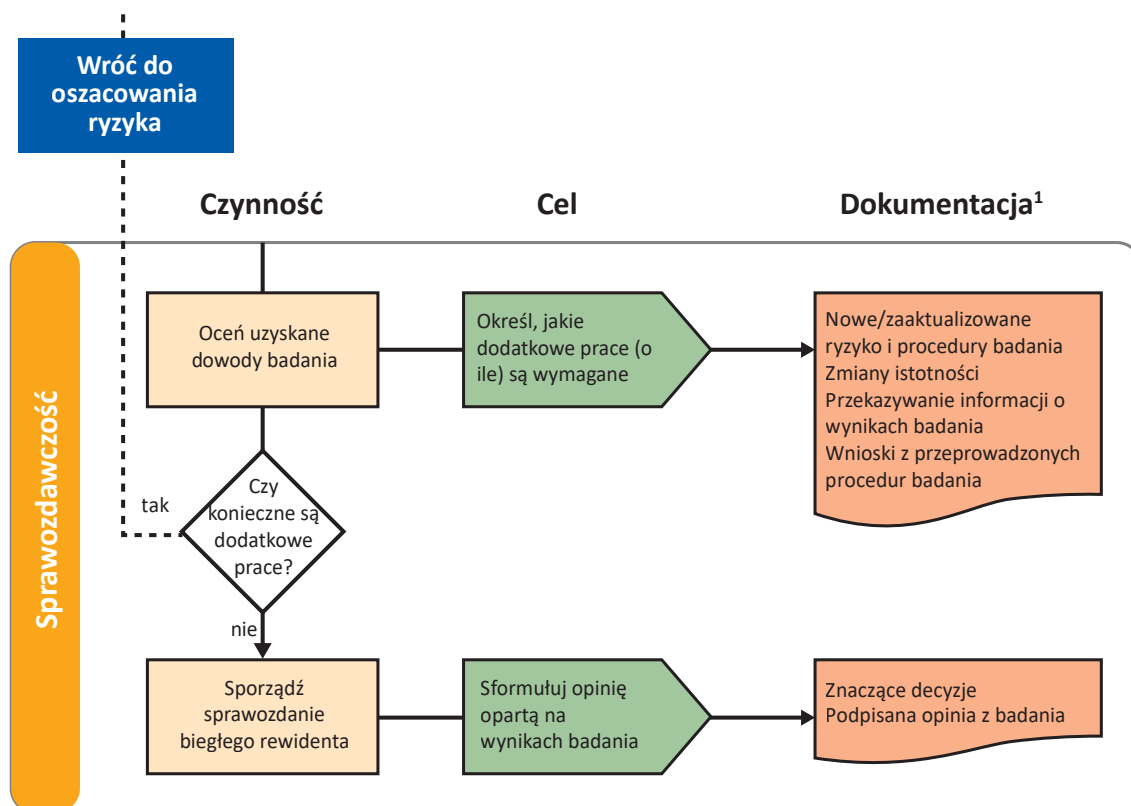 Wróć do
oszacowania
ryzyka
Czynność
Cel
Dokumentacja¹
Sprawozdawczość
Oceń uzyskane
dowody badania
Określ, jakie
dodatkowe prace (o
ile) są wymagane
Nowe/zaaktualizowane
ryzyko i procedury badania
Zmiany istotności
Przekazywanie informacji o
wynikach badania
Wnioski z przeprowadzonych
procedur badania
tak
Czy
konieczne są
dodatkowe
prace?
nie
Sporządź
sprawozdanie
biegłego rewidenta
Sformułuj opinię
opartą na
wynikach badania
Znaczące decyzje
Podpisana opinia z badania